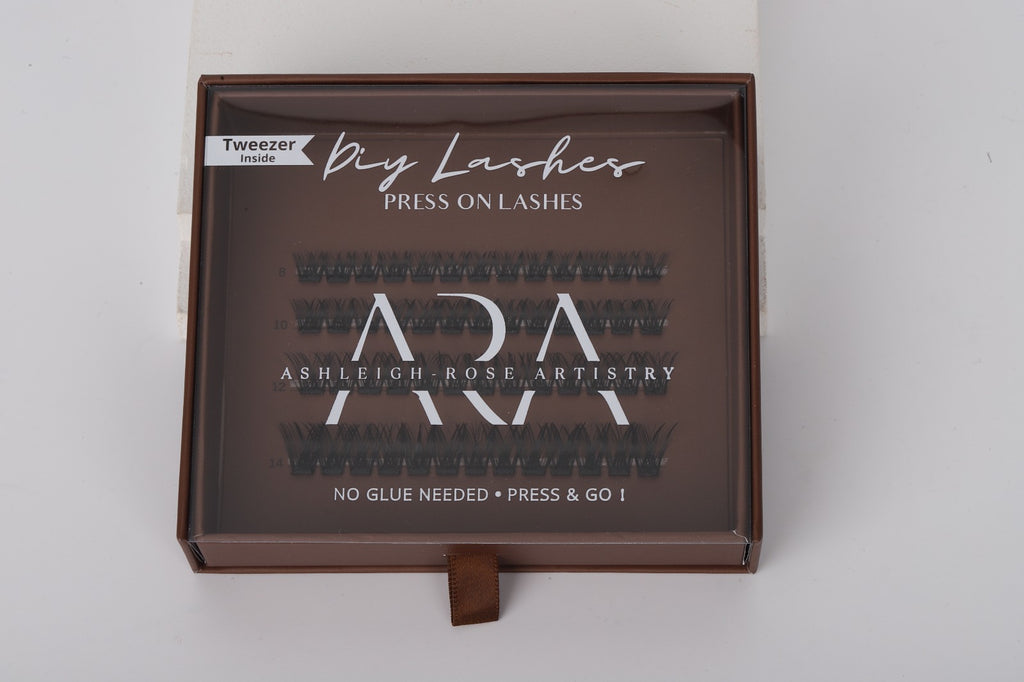 Tweezer
Inside
Diy Lashes
PRESS ON LASHES
8
10
ARA
ASHLEIGH-ROSE ARTISTRY
12
14
NO GLUE NEEDED • PRESS & GO !